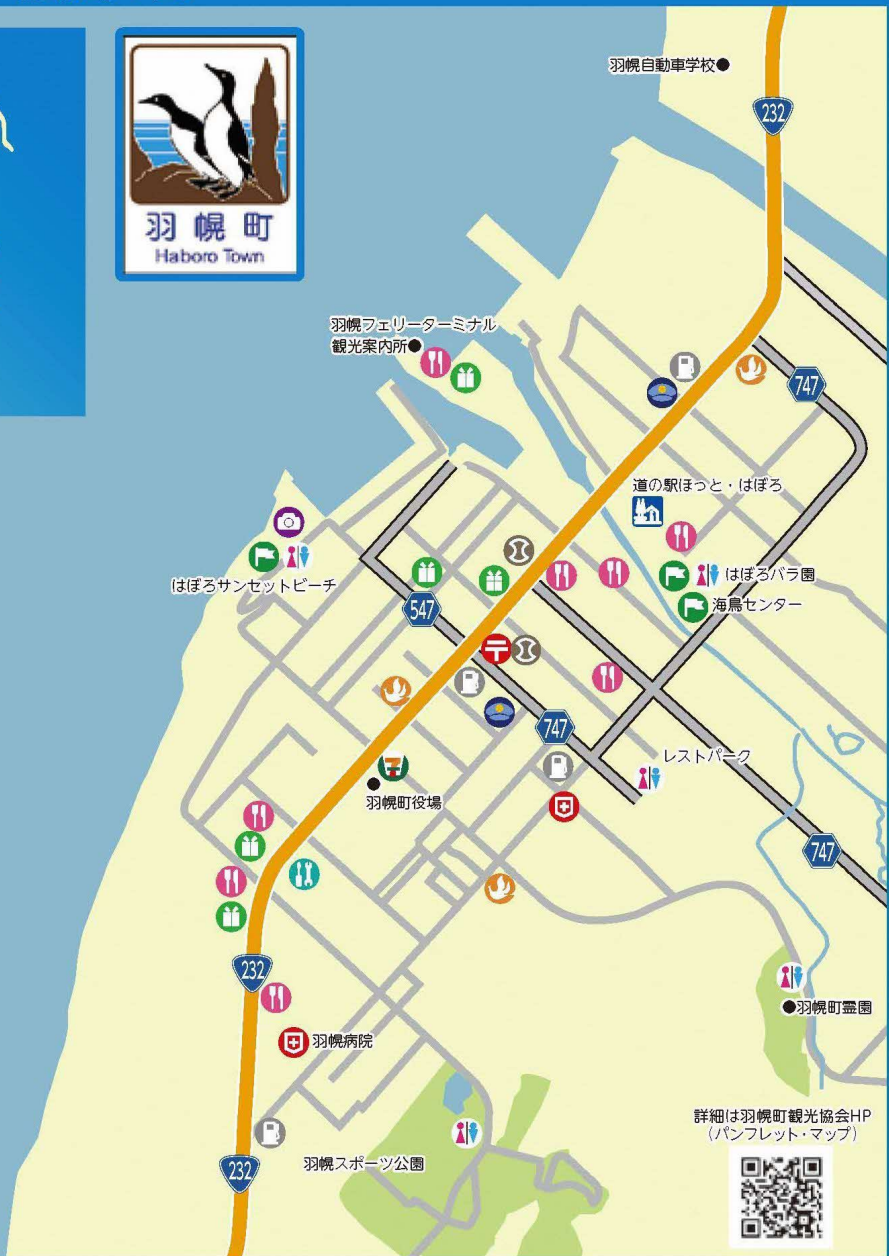 羽幌町
Haboro Town
羽幌自動車学校
232
羽幌フェリーターミナル
観光案内所
747
道の駅ほっと・はぼろ
はぼろバラ園
海鳥センター
はぼろサンセットビーチ
547
747
レストパーク
羽幌町役場
747
232
羽幌町霊園
羽幌病院
詳細は羽幌町観光協会HP
(パンフレット・マップ)
羽幌スポーツ公園
232